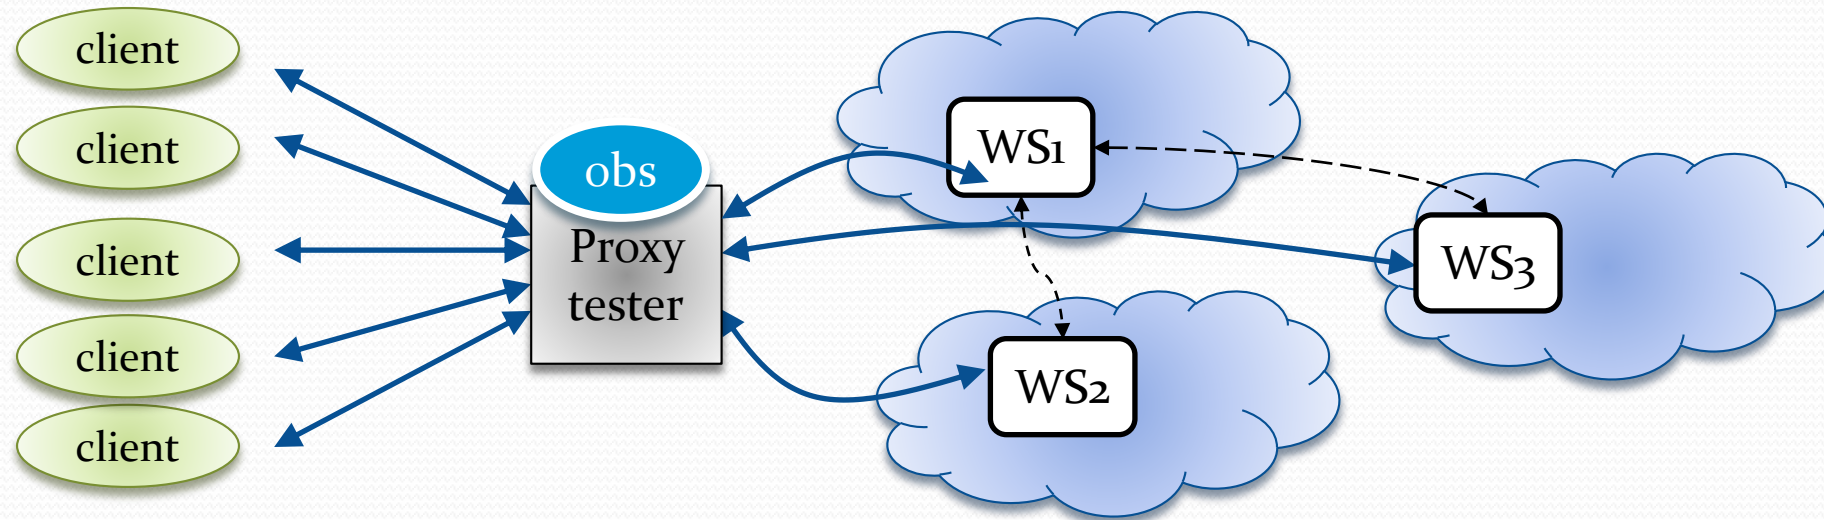 client
client
client
client
client
obs
Proxy
tester
WS1
WS2
WS3